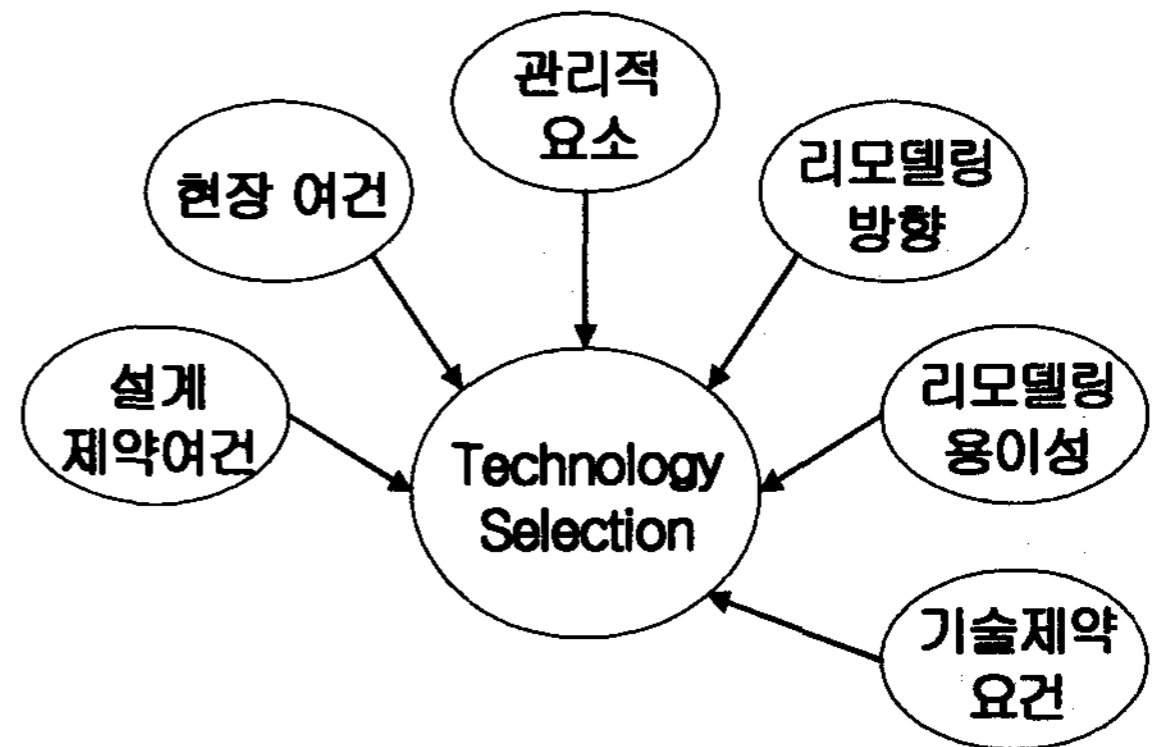 관리적
요소
현장 여건
리모델링
방향
설계
제약여건
리모델링
용이성
Technology
Selection
기술제약
요건